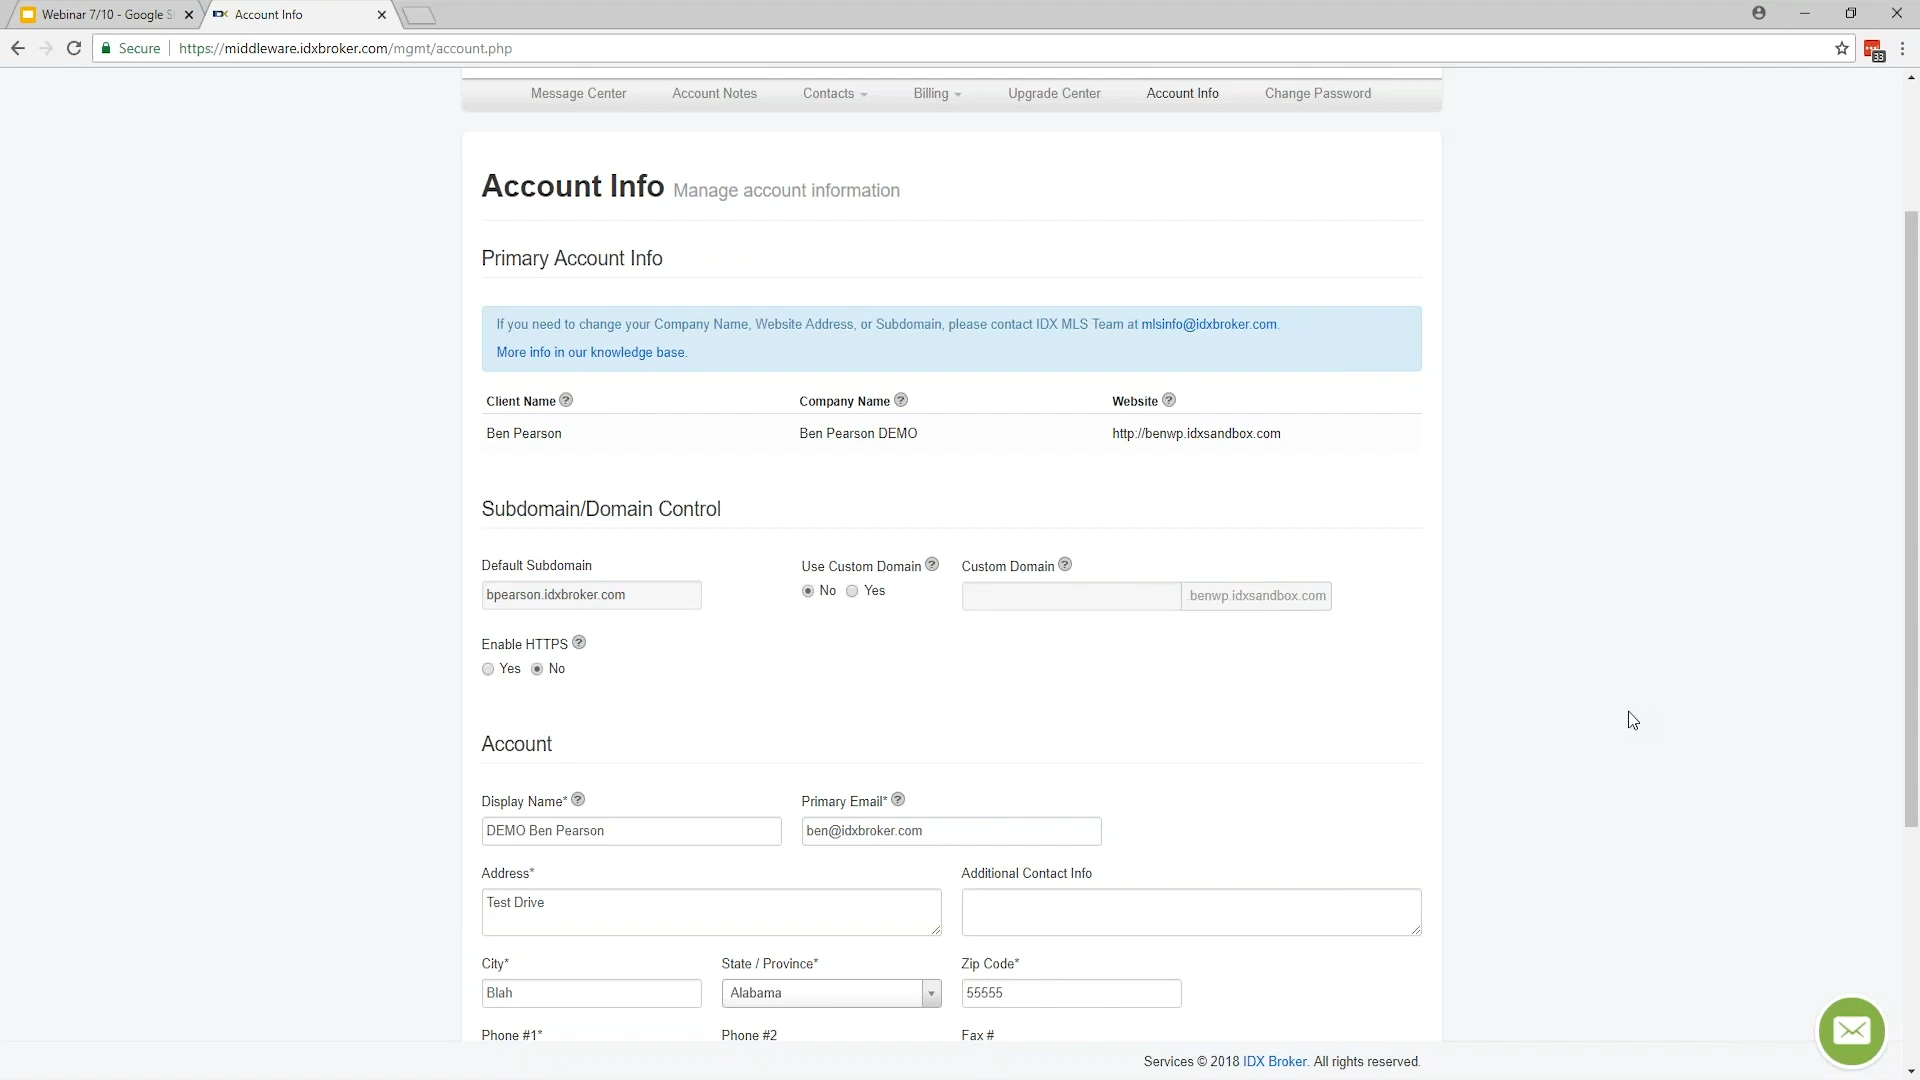 Webinar 7/10 - Google S
Account Info
Secure https://middleware.idxbroker.com/mgmt/account.php
33
Message Center Account Notes Contacts Billing Upgrade Center Account Info Change Password
Account Info Manage account information
Primary Account Info
If you need to change your Company Name, Website Address, or Subdomain, please contact IDX MLS Team at mlsinfo@idxbroker.com.
More info in our knowledge base.
Client Name ? Company Name ? Website ?
Ben Pearson Ben Pearson DEMO http://benwp.idxsandbox.com
Subdomain/Domain Control
Default Subdomain Use Custom Domain ? Custom Domain ?
bpearson.idxbroker.com No Yes .benwp.idxsandbox.com
Enable HTTPS ?
Yes No
Account
Display Name* ? Primary Email* ?
DEMO Ben Pearson ben@idxbroker.com
Address* Additional Contact Info
Test Drive
City* State / Province* Zip Code*
Blah Alabama 55555
Phone #1* Phone #2 Fax #
Services © 2018 IDX Broker. All rights reserved.